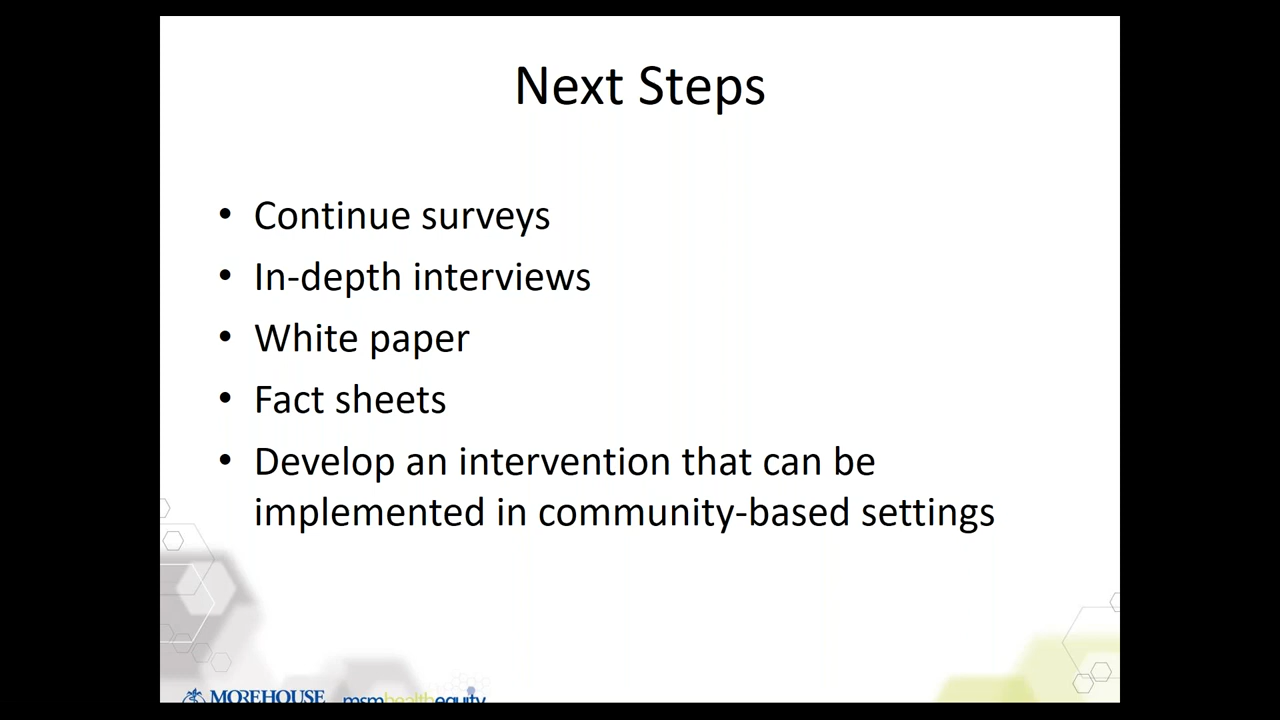 Next Steps
• Continue surveys
• In-depth interviews
• White paper
• Fact sheets
• Develop an intervention that can be
implemented in community-based settings
MOREHOUSE msmhealthequity